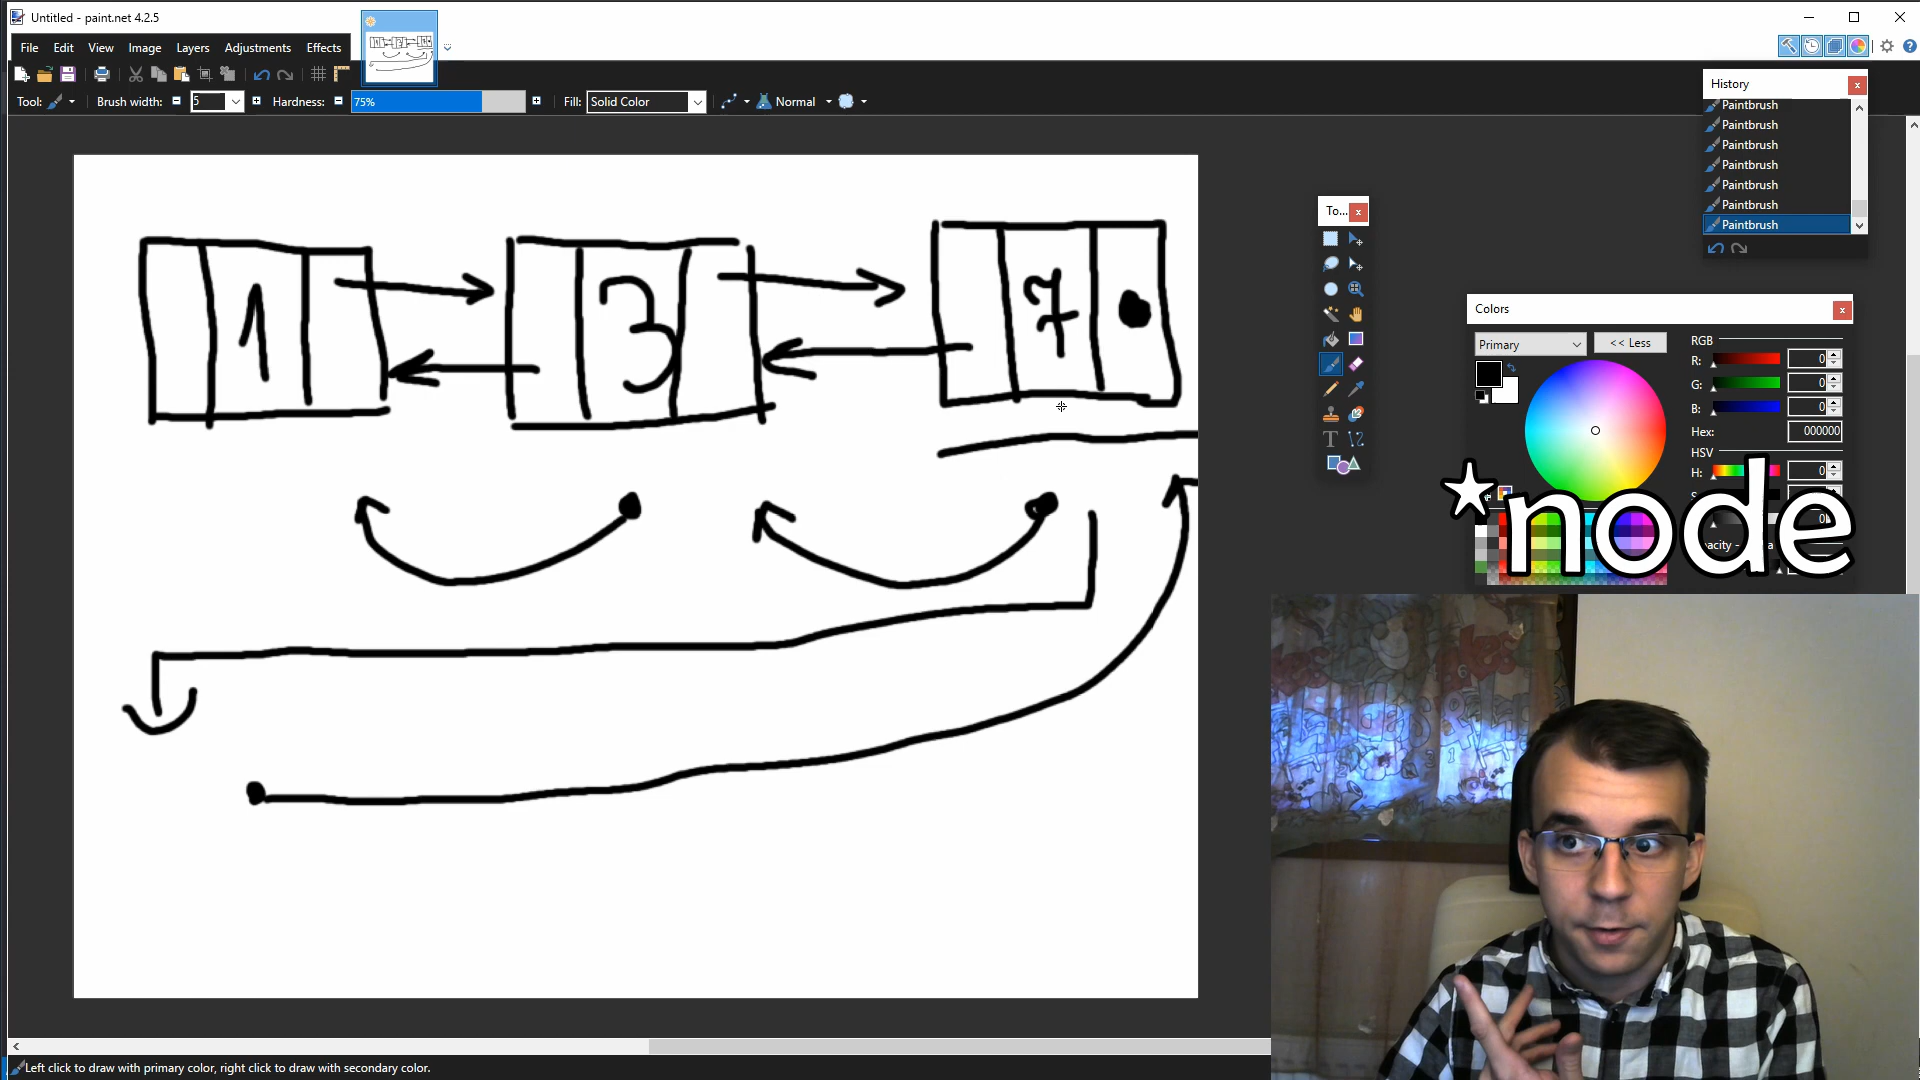 Untitled - paint.net 4.2.5
File Edit View Image Layers Adjustments Effects
Tool: Brush width: 5 Hardness: 75% Fill: Solid Color Normal
History
Paintbrush
Paintbrush
Paintbrush
Paintbrush
Paintbrush
Paintbrush
Paintbrush
To...
Colors
Primary
<< Less
RGB
R: 0
G: 0
B: 0
Hex: 000000
HSV
H: 0
1 3 7
*node
Left click to draw with primary color, right click to draw with secondary color.